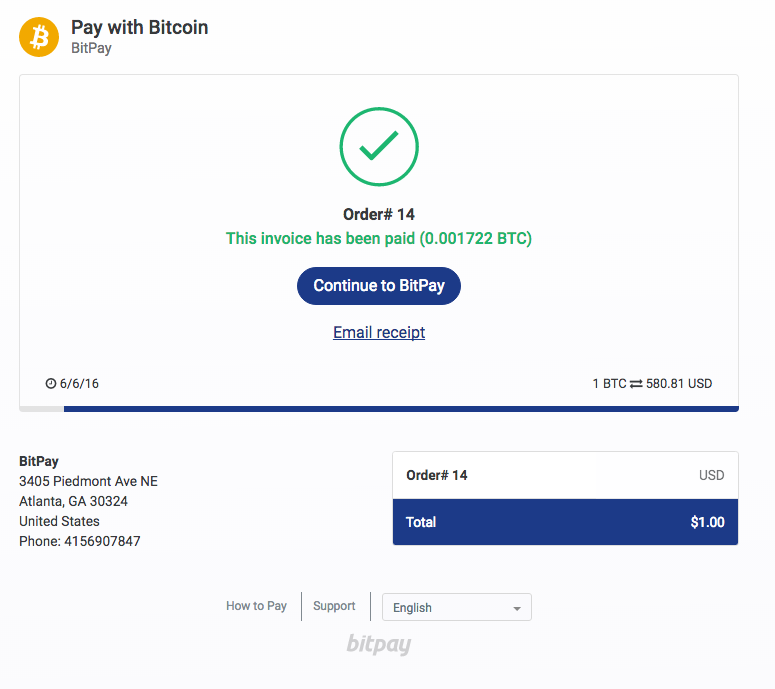 Pay with Bitcoin
BitPay
Order# 14
This invoice has been paid (0.001722 BTC)
Continue to BitPay
Email receipt
6/6/16
1 BTC ⇄ 580.81 USD
BitPay
3405 Piedmont Ave NE
Atlanta, GA 30324
United States
Phone: 4156907847
Order# 14 USD
Total $1.00
How to Pay Support English
bitpay